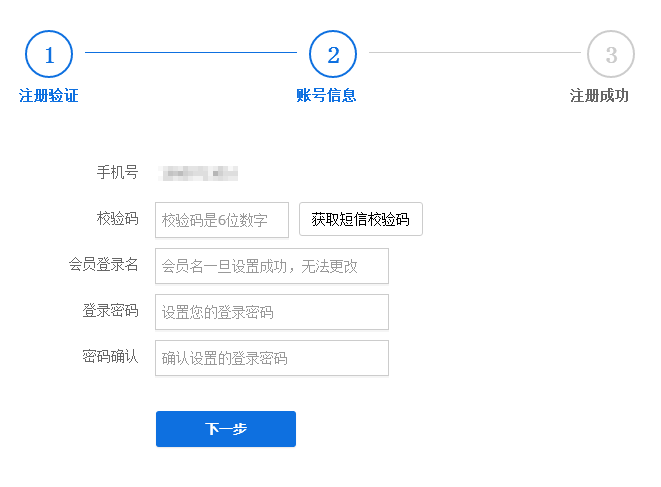 1 2 3
注册验证 账号信息 注册成功
手机号
校验码 校验码是6位数字 获取短信校验码
会员登录名 会员名一旦设置成功，无法更改
登录密码 设置您的登录密码
密码确认 确认设置的登录密码
下一步